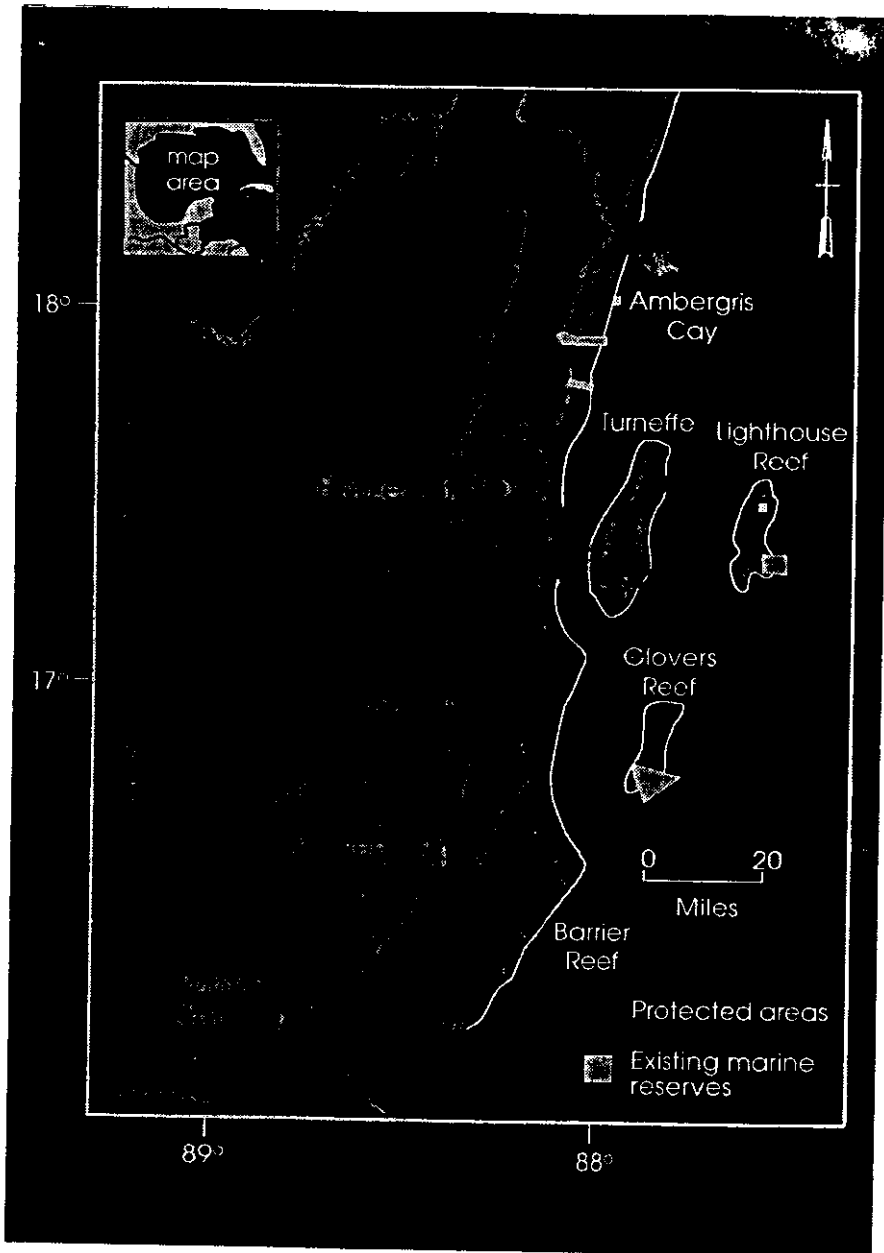 map
area
18°
Ambergris
Cay
Turneffe
Lighthouse
Reef
17°
Glovers
Reef
0 20
Miles
Barrier
Reef
Protected areas
Existing marine
reserves
89°
88°